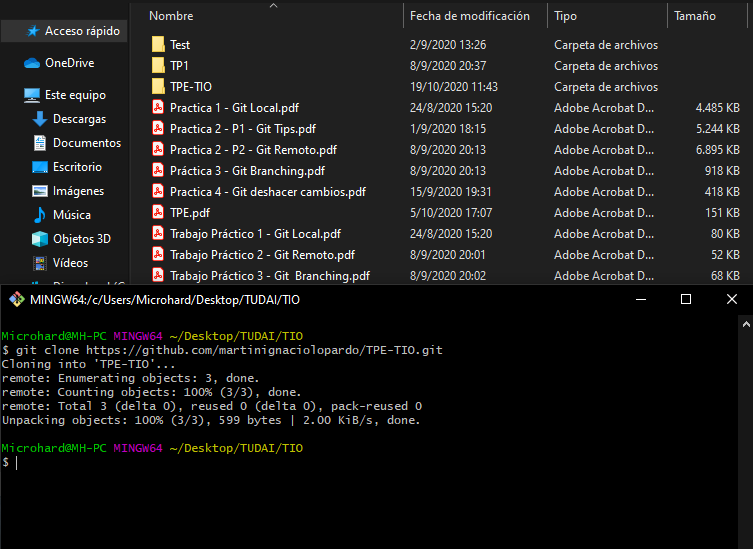 Nombre Fecha de modificación Tipo Tamaño
Acceso rápido
OneDrive
Este equipo
Descargas
Documentos
Escritorio
Imágenes
Música
Objetos 3D
Vídeos
Test 2/9/2020 13:26 Carpeta de archivos
TP1 8/9/2020 20:37 Carpeta de archivos
TPE-TIO 19/10/2020 11:43 Carpeta de archivos
Practica 1 - Git Local.pdf 24/8/2020 15:20 Adobe Acrobat D... 4.485 KB
Practica 2 - P1 - Git Tips.pdf 1/9/2020 18:15 Adobe Acrobat D... 5.244 KB
Practica 2 - P2 - Git Remoto.pdf 8/9/2020 20:13 Adobe Acrobat D... 6.895 KB
Práctica 3 - Git Branching.pdf 8/9/2020 20:13 Adobe Acrobat D... 918 KB
Practica 4 - Git deshacer cambios.pdf 15/9/2020 19:31 Adobe Acrobat D... 418 KB
TPE.pdf 5/10/2020 17:07 Adobe Acrobat D... 151 KB
Trabajo Práctico 1 - Git Local.pdf 24/8/2020 15:20 Adobe Acrobat D... 80 KB
Trabajo Práctico 2 - Git Remoto.pdf 8/9/2020 20:01 Adobe Acrobat D... 52 KB
Trabajo Práctico 3 - Git  Branching.pdf 8/9/2020 20:02 Adobe Acrobat D... 68 KB
MINGW64:/c/Users/Microhard/Desktop/TUDAI/TIO
Microhard@MH-PC MINGW64 ~/Desktop/TUDAI/TIO
$ git clone https://github.com/martinignaciolopardo/TPE-TIO.git
Cloning into 'TPE-TIO'...
remote: Enumerating objects: 3, done.
remote: Counting objects: 100% (3/3), done.
remote: Total 3 (delta 0), reused 0 (delta 0), pack-reused 0
Unpacking objects: 100% (3/3), 599 bytes | 2.00 KiB/s, done.
Microhard@MH-PC MINGW64 ~/Desktop/TUDAI/TIO
$